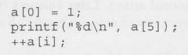 a[0] = 1;
printf("%d\n", a[5]);
++a[i];